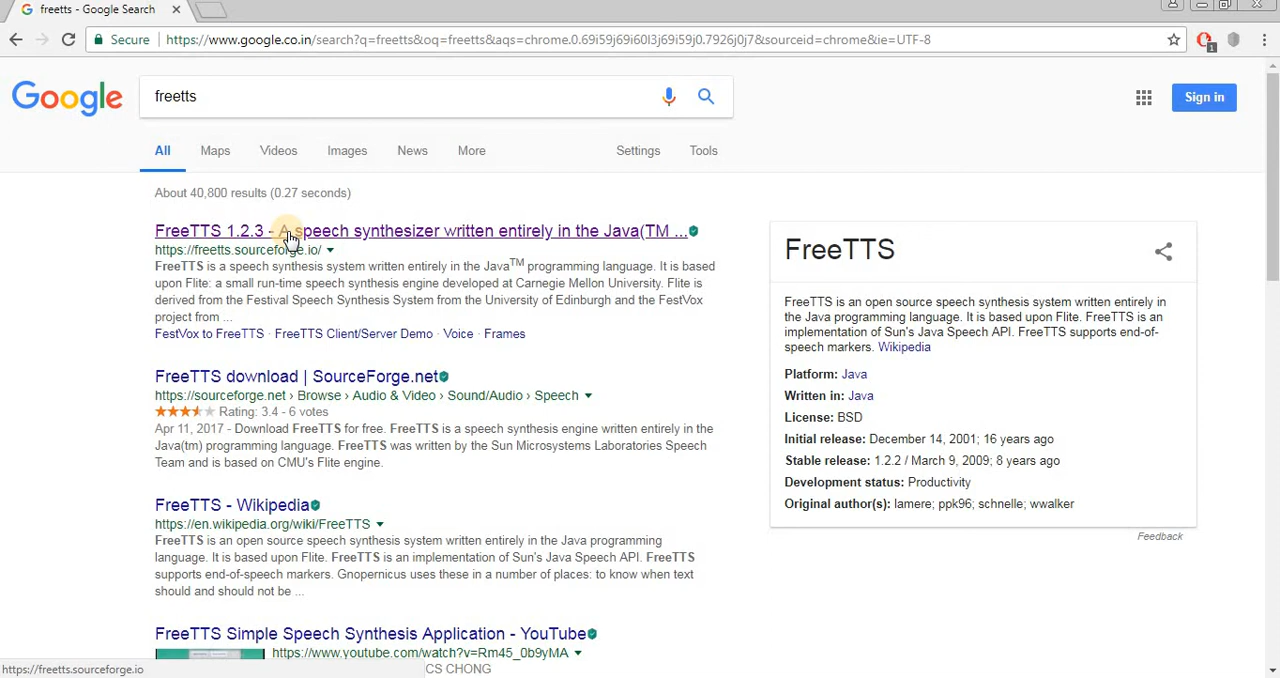 freetts - Google Search
Secure https://www.google.co.in/search?q=freetts&oq=freetts&aqs=chrome.0.69i59j69i60l3j69i59j0.7926j0j7&sourceid=chrome&ie=UTF-8
1
Google
freetts
Sign in
All Maps Videos Images News More Settings Tools
About 40,800 results (0.27 seconds)
FreeTTS 1.2.3 - A speech synthesizer written entirely in the Java(TM ...
https://freetts.sourceforge.io/
FreeTTS is a speech synthesis system written entirely in the Java™ programming language. It is based
upon Flite: a small run-time speech synthesis engine developed at Carnegie Mellon University. Flite is
derived from the Festival Speech Synthesis System from the University of Edinburgh and the FestVox
project from ...
FestVox to FreeTTS · FreeTTS Client/Server Demo · Voice · Frames
FreeTTS download | SourceForge.net
https://sourceforge.net › Browse › Audio & Video › Sound/Audio › Speech
Rating: 3.4 - 6 votes
Apr 11, 2017 - Download FreeTTS for free. FreeTTS is a speech synthesis engine written entirely in the
Java(tm) programming language. FreeTTS was written by the Sun Microsystems Laboratories Speech
Team and is based on CMU's Flite engine.
FreeTTS - Wikipedia
https://en.wikipedia.org/wiki/FreeTTS
FreeTTS is an open source speech synthesis system written entirely in the Java programming
language. It is based upon Flite. FreeTTS is an implementation of Sun's Java Speech API. FreeTTS
supports end-of-speech markers. Gnopernicus uses these in a number of places: to know when text
should and should not be ...
FreeTTS Simple Speech Synthesis Application - YouTube
https://www.youtube.com/watch?v=Rm45_0b9yMA
CS CHONG
https://freetts.sourceforge.io
FreeTTS
FreeTTS is an open source speech synthesis system written entirely in
the Java programming language. It is based upon Flite. FreeTTS is an
implementation of Sun's Java Speech API. FreeTTS supports end-of-
speech markers. Wikipedia
Platform: Java
Written in: Java
License: BSD
Initial release: December 14, 2001; 16 years ago
Stable release: 1.2.2 / March 9, 2009; 8 years ago
Development status: Productivity
Original author(s): lamere; ppk96; schnelle; wwalker
Feedback